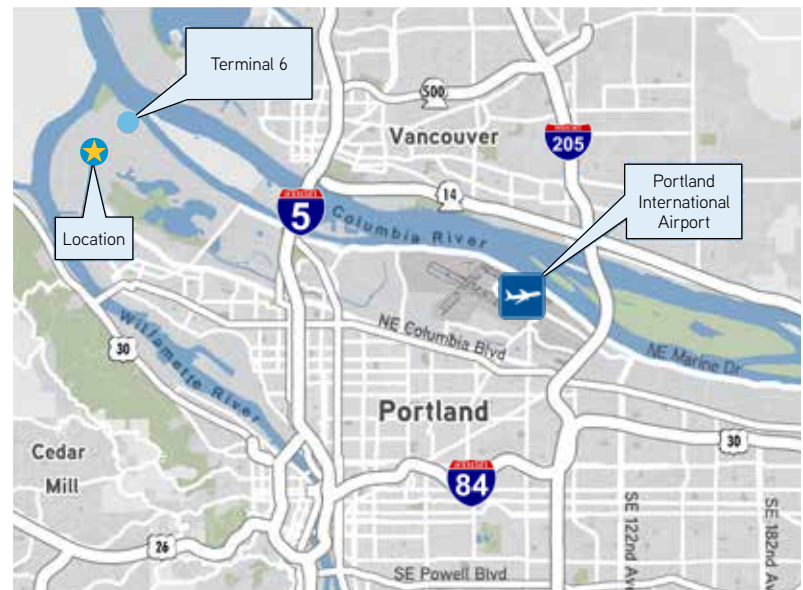 Terminal 6
500
Vancouver
205
Portland
International
Airport
14
5
Location
Columbia River
NE Columbia Blvd
Willamette River
30
NE Marine Dr
Portland
30
Cedar
Mill
84
SE 122nd Ave
SE 182nd Ave
26
SE Powell Blvd